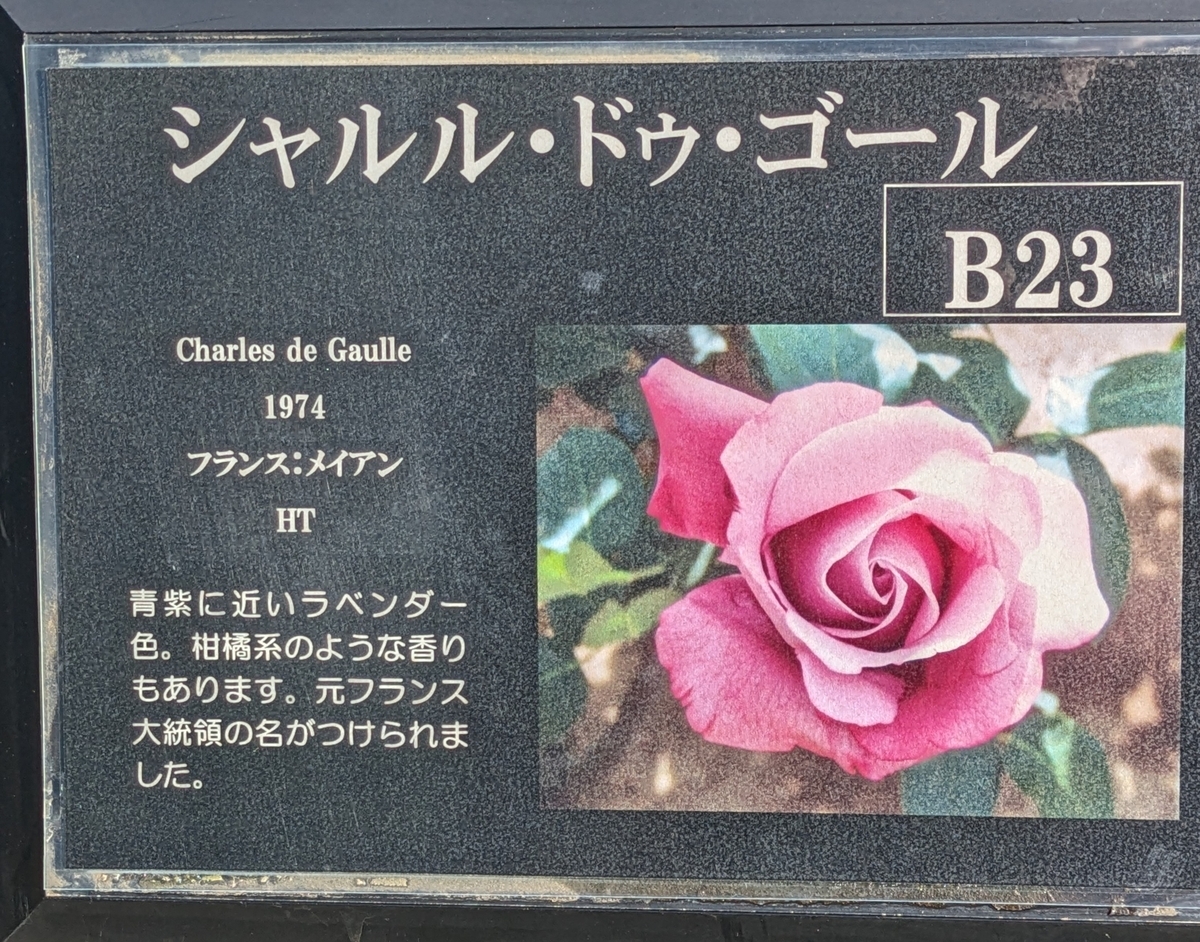 シャルル・ドゥ・ゴール
B23
Charles de Gaulle
1974
フランス:メイアン
HT
青紫に近いラベンダー
色。柑橘系のような香り
もあります。元フランス
大統領の名がつけられま
した。